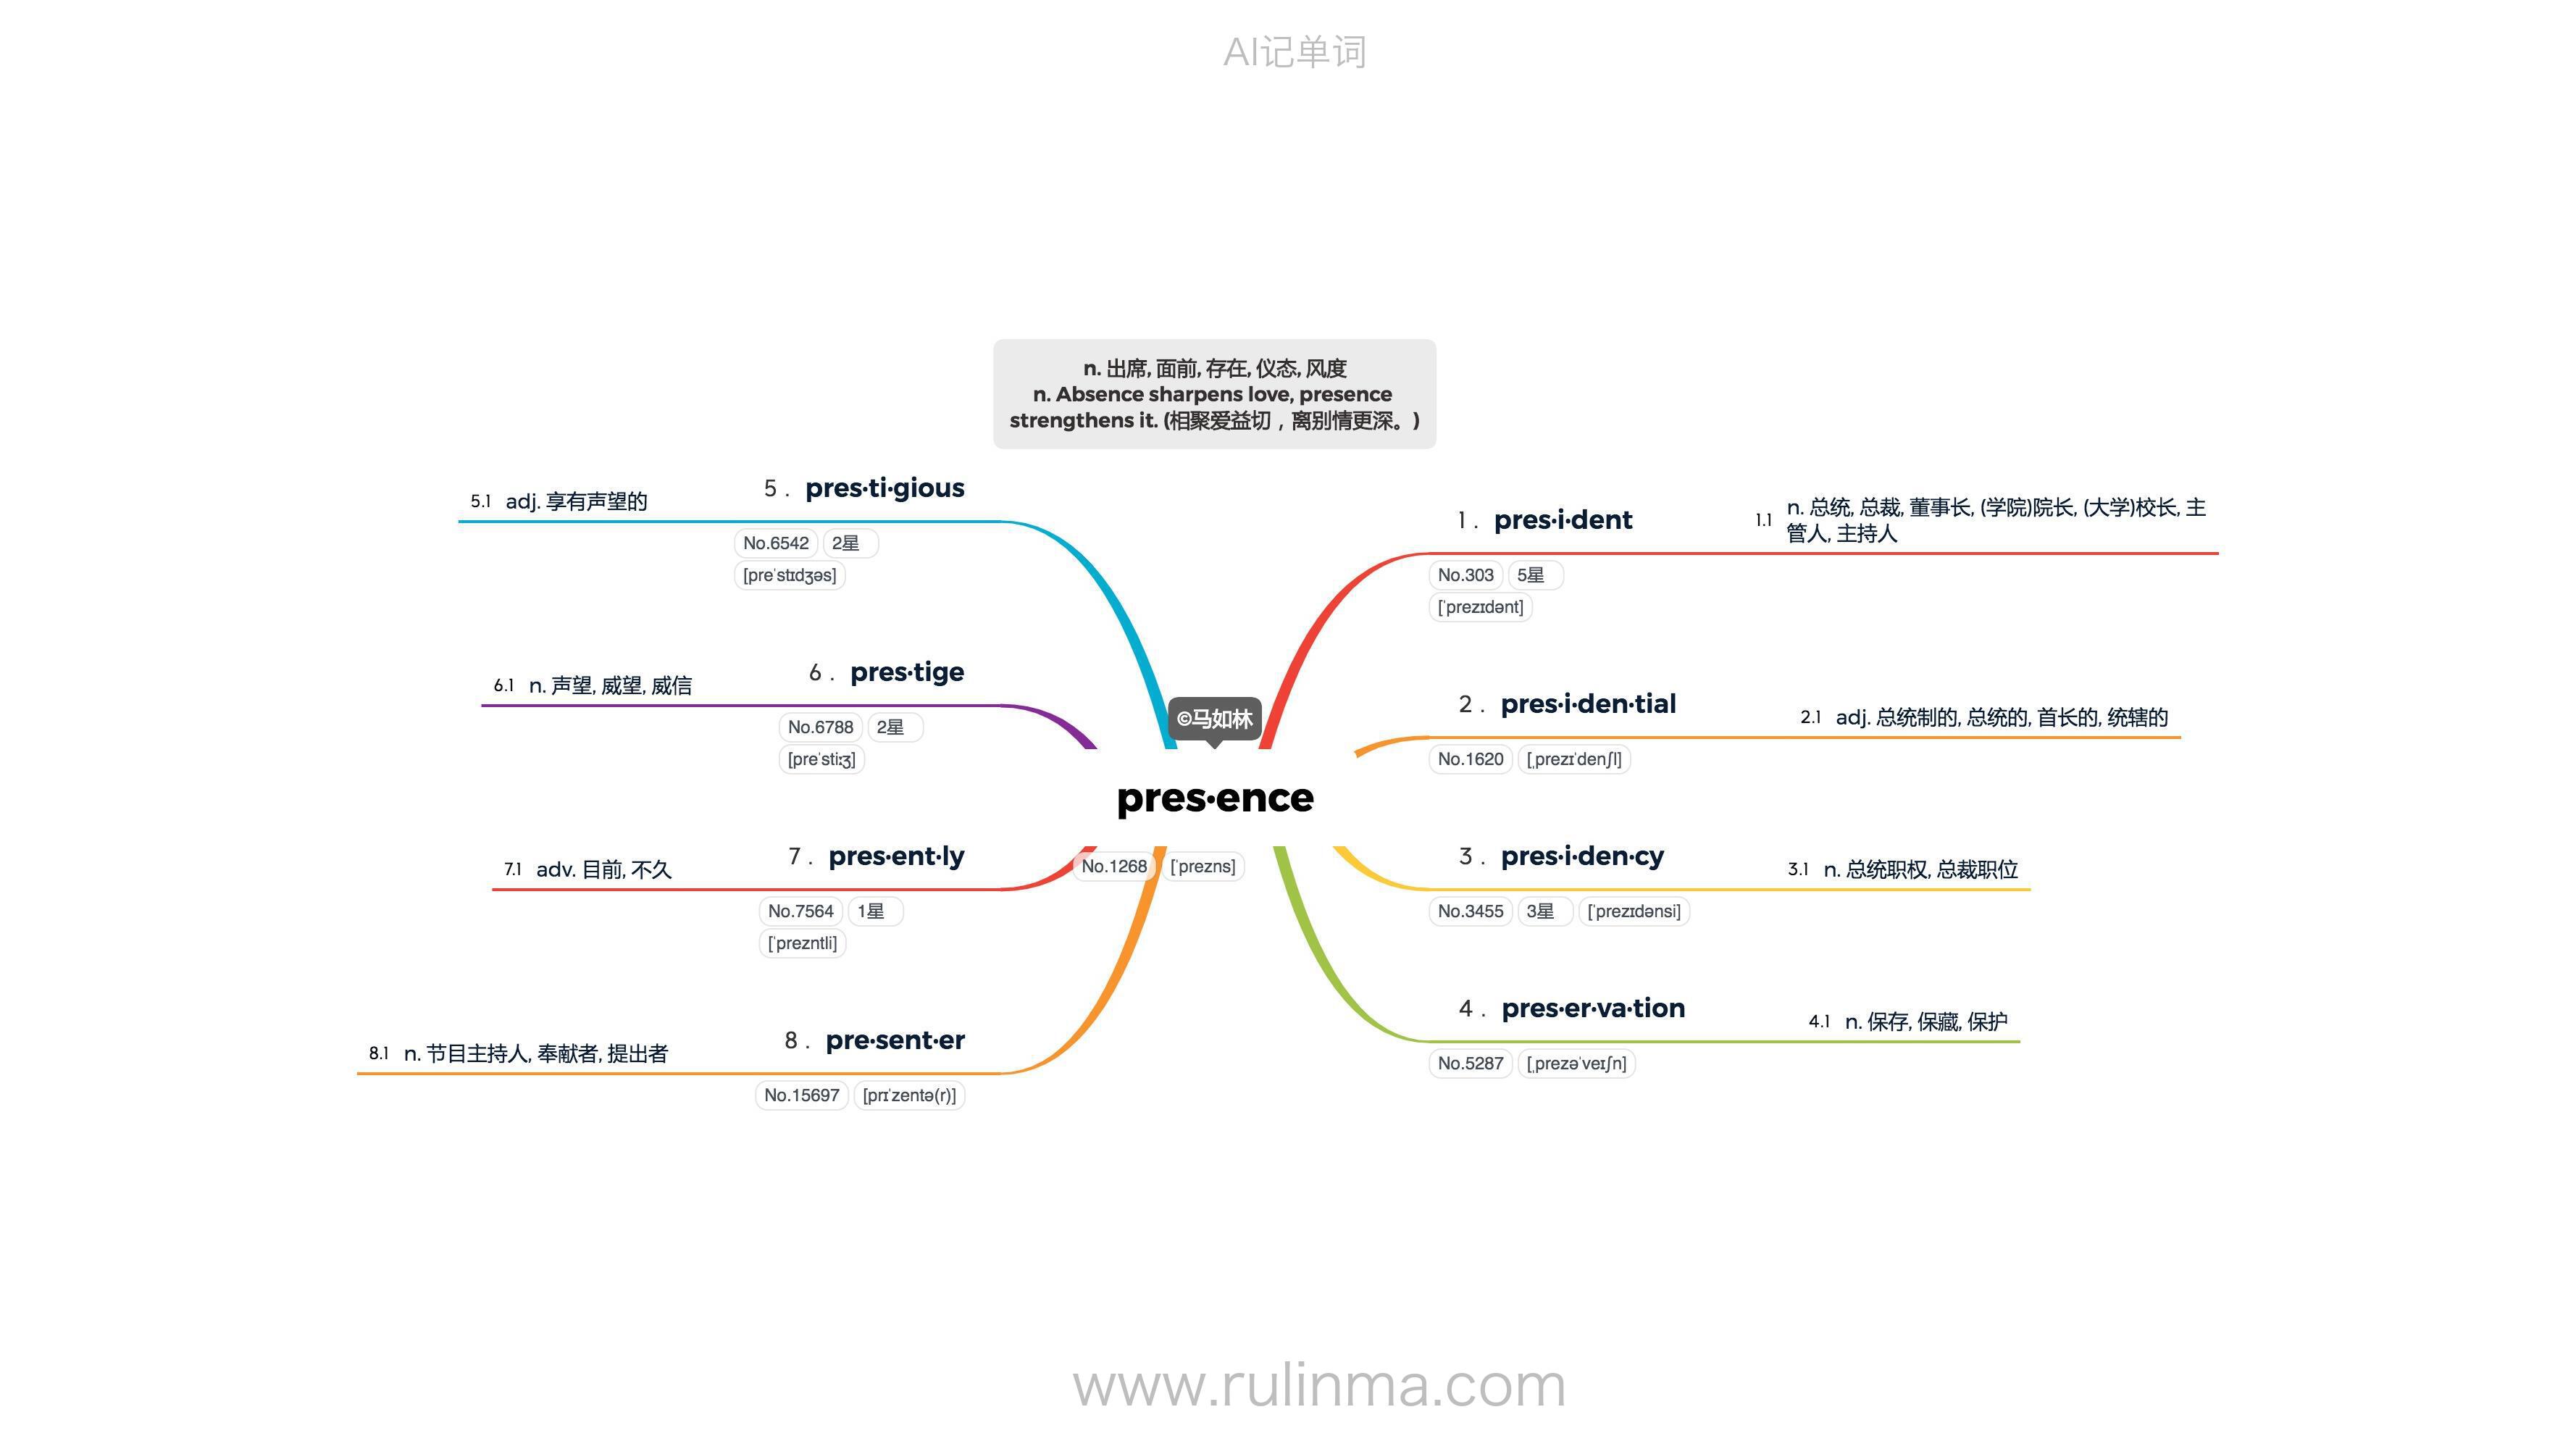 AI记单词
n. 出席, 面前, 存在, 仪态, 风度
n. Absence sharpens love, presence
strengthens it. (相聚爱益切，离别情更深。)
©马如林
pres·ence
No.1268 [ˈprezns]
1. pres·i·dent
No.303 5星
[ˈprezɪdənt]
1.1 n. 总统, 总裁, 董事长, (学院)院长, (大学)校长, 主
管人, 主持人
2. pres·i·den·tial
No.1620 [ˌprezɪˈdenʃl]
2.1 adj. 总统制的, 总统的, 首长的, 统辖的
3. pres·i·den·cy
No.3455 3星 [ˈprezɪdənsi]
3.1 n. 总统职权, 总裁职位
4. pres·er·va·tion
No.5287 [ˌprezəˈveɪʃn]
4.1 n. 保存, 保藏, 保护
5. pres·ti·gious
No.6542 2星
[preˈstɪdʒəs]
5.1 adj. 享有声望的
6. pres·tige
No.6788 2星
[preˈstiːʒ]
6.1 n. 声望, 威望, 威信
7. pres·ent·ly
No.7564 1星
[ˈprezntli]
7.1 adv. 目前, 不久
8. pre·sent·er
No.15697 [prɪˈzentə(r)]
8.1 n. 节目主持人, 奉献者, 提出者
www.rulinma.com